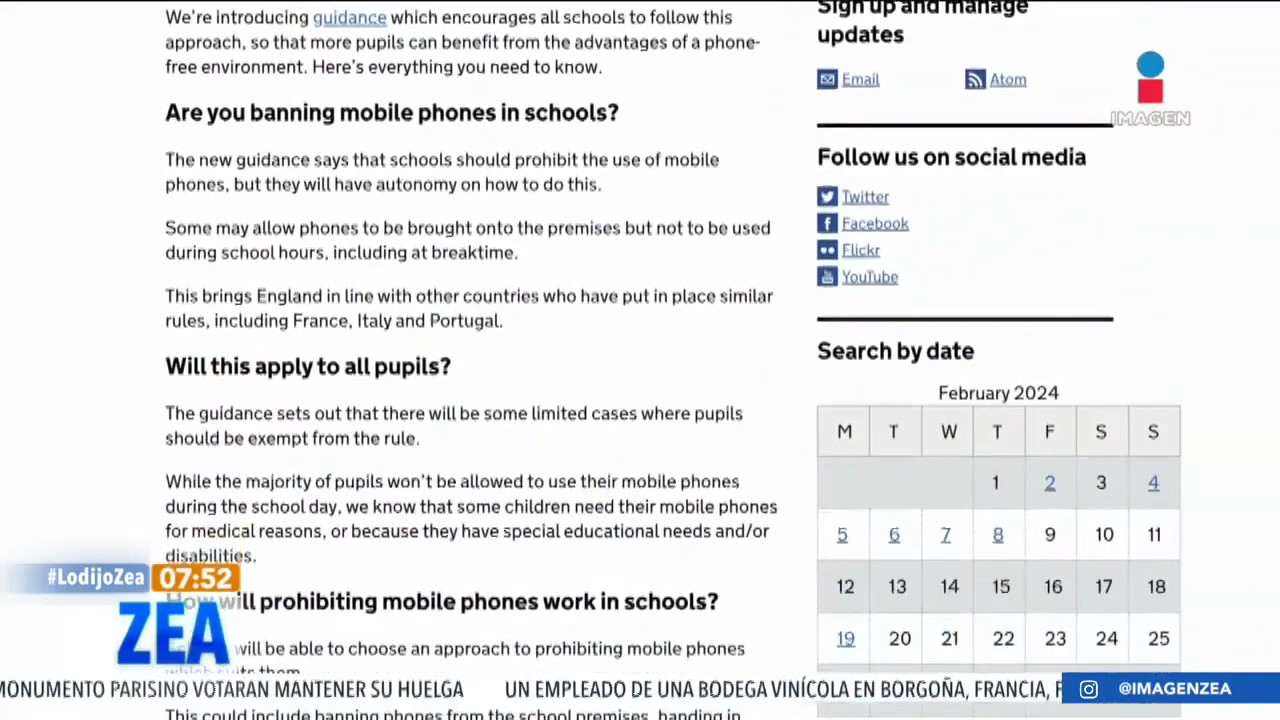 We're introducing guidance which encourages all schools to follow this
approach, so that more pupils can benefit from the advantages of a phone-
free environment. Here's everything you need to know.
Are you banning mobile phones in schools?
The new guidance says that schools should prohibit the use of mobile
phones, but they will have autonomy on how to do this.
Some may allow phones to be brought onto the premises but not to be used
during school hours, including at breaktime.
This brings England in line with other countries who have put in place similar
rules, including France, Italy and Portugal.
Will this apply to all pupils?
The guidance sets out that there will be some limited cases where pupils
should be exempt from the rule.
While the majority of pupils won't be allowed to use their mobile phones
during the school day, we know that some children need their mobile phones
for medical reasons, or because they have special educational needs and/or
disabilities.
How will prohibiting mobile phones work in schools?
will be able to choose an approach to prohibiting mobile phones
which suits them.
This could include banning phones from the school premises, handing in
Sign up and manage
updates
Email
Atom
Follow us on social media
Twitter
Facebook
Flickr
YouTube
Search by date
February 2024
M T W T F S S
1 2 3 4
5 6 7 8 9 10 11
12 13 14 15 16 17 18
19 20 21 22 23 24 25
IMAGEN
#LodijoZea 07:52
ZEA
MONUMENTO PARISINO VOTARAN MANTENER SU HUELGA UN EMPLEADO DE UNA BODEGA VINÍCOLA EN BORGOÑA, FRANCIA, F
@IMAGENZEA